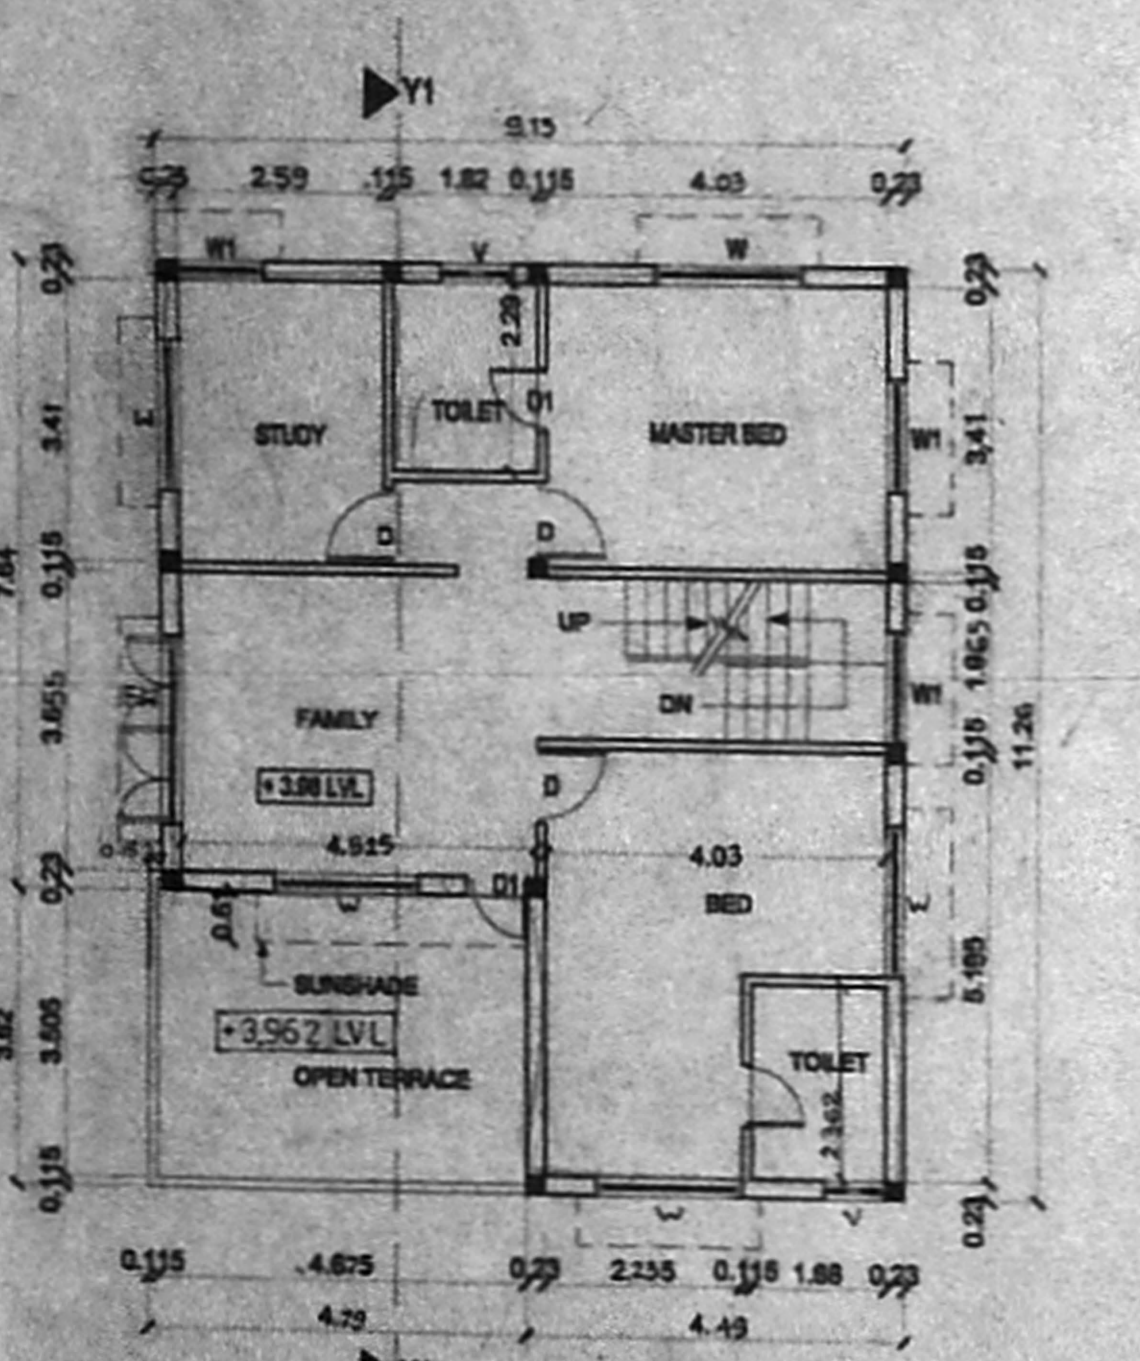 Y1
9.15
2.59 .115 1.82 0.115 4.03 0.23
W1 V W
0.23 0.23
2.29
3.41 STUDY TOILET D1 MASTER BED W1 3.41
D D
0.115 0.115
UP
1.865
DN W1
3.655 FAMILY
0.115
11.26
+ 3.98 LVL D
4.515 4.03
0.23 D1 BED
SUNSHADE
5.185
+3.962 LVL
3.605 TOILET
OPEN TERRACE
2.362
0.115
V
0.23
0.115 4.675 0.23 2.235 0.115 1.88 0.23
4.79 4.49